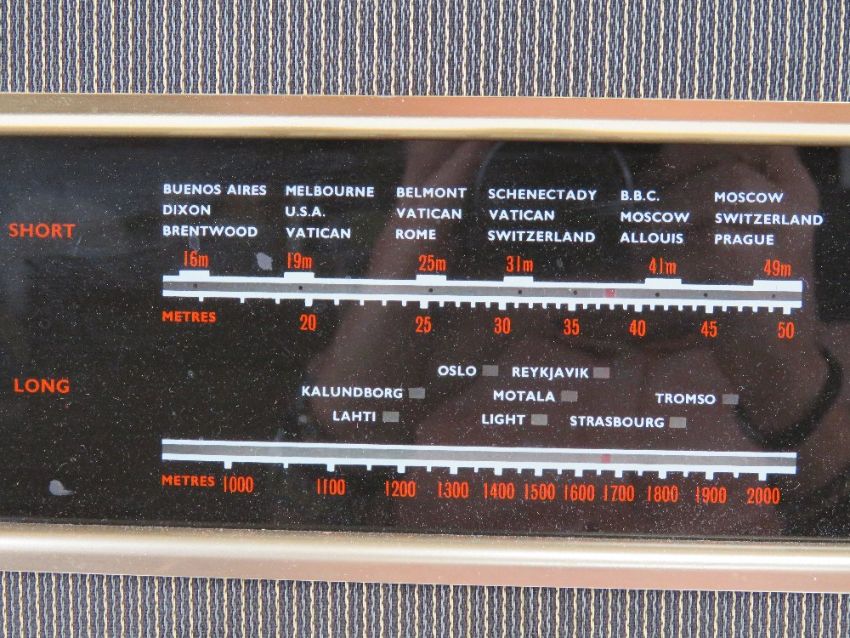 BUENOS AIRES MELBOURNE BELMONT SCHENECTADY B.B.C. MOSCOW
DIXON U.S.A. VATICAN VATICAN MOSCOW SWITZERLAND
BRENTWOOD VATICAN ROME SWITZERLAND ALLOUIS PRAGUE
SHORT
16m 19m 25m 31m 41m 49m
METRES 20 25 30 35 40 45 50
OSLO REYKJAVIK
LONG
KALUNDBORG MOTALA TROMSO
LAHTI LIGHT STRASBOURG
METRES 1000 1100 1200 1300 1400 1500 1600 1700 1800 1900 2000